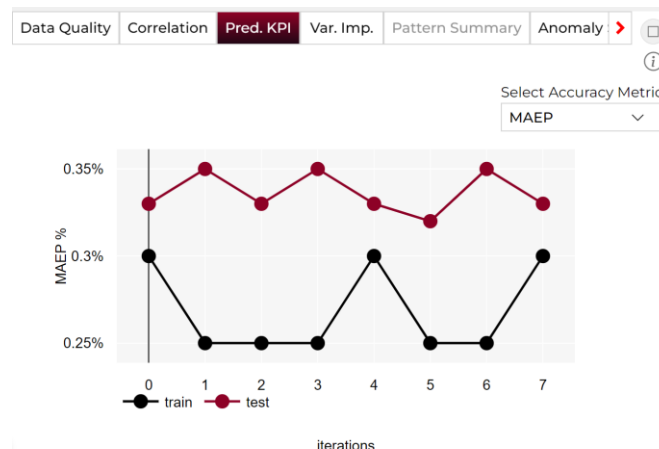 Data Quality Correlation Pred. KPI Var. Imp. Pattern Summary Anomaly
Select Accuracy Metric
MAEP
0.35%
0.3%
0.25%
MAEP %
0 1 2 3 4 5 6 7
train test
iterations